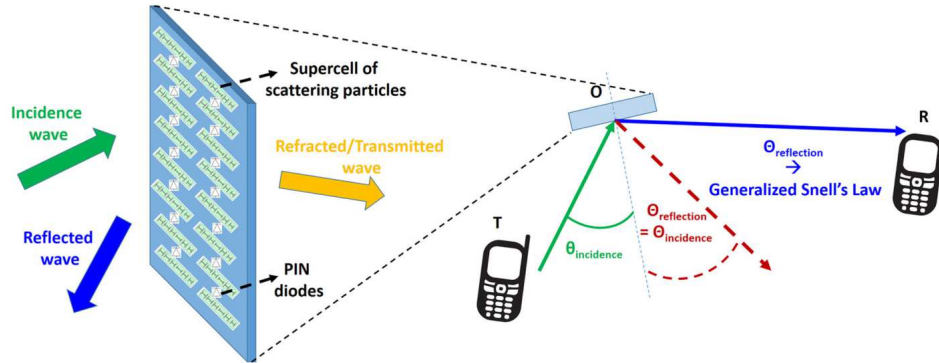 Supercell of
scattering particles
Incidence
wave
Refracted/Transmitted
wave
Reflected
wave
PIN
diodes
O
R
T
θincidence
Θreflection
= Θincidence
Θreflection
→
Generalized Snell's Law